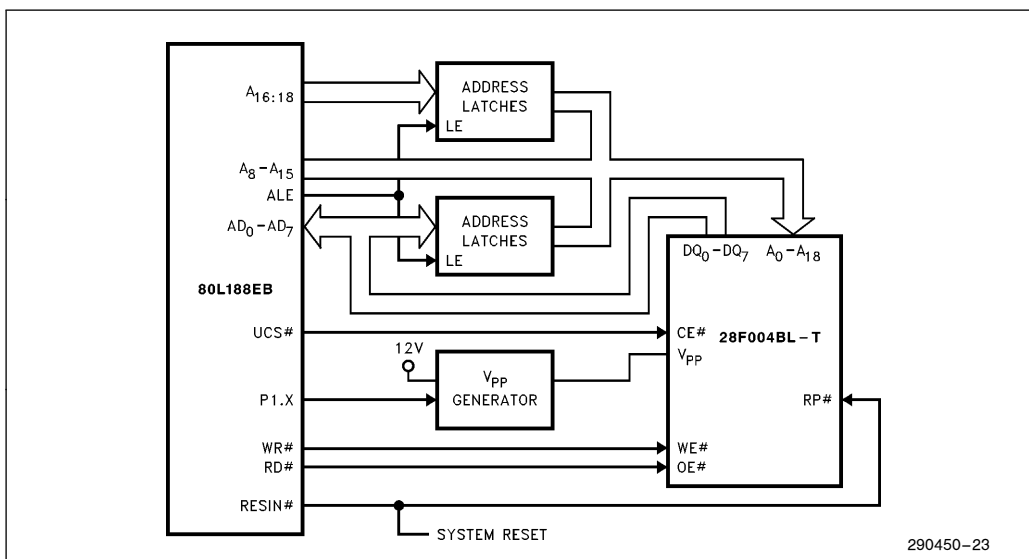 A16:18
A8–A15
ALE
AD0–AD7
80L188EB
UCS#
P1.X
WR#
RD#
RESIN#
ADDRESS
LATCHES
LE
ADDRESS
LATCHES
LE
12V
VPP
GENERATOR
SYSTEM RESET
DQ0–DQ7 A0–A18
CE#
28F004BL–T
VPP
RP#
WE#
OE#
290450–23